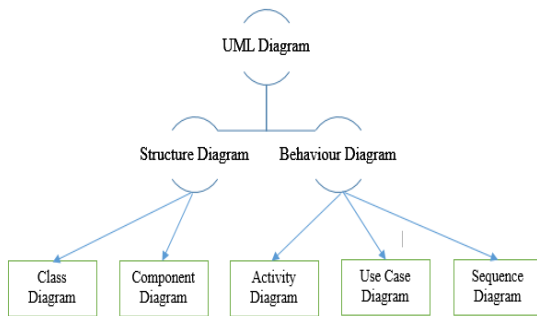 UML Diagram
Structure Diagram
Behaviour Diagram
Class
Diagram
Component
Diagram
Activity
Diagram
Use Case
Diagram
Sequence
Diagram